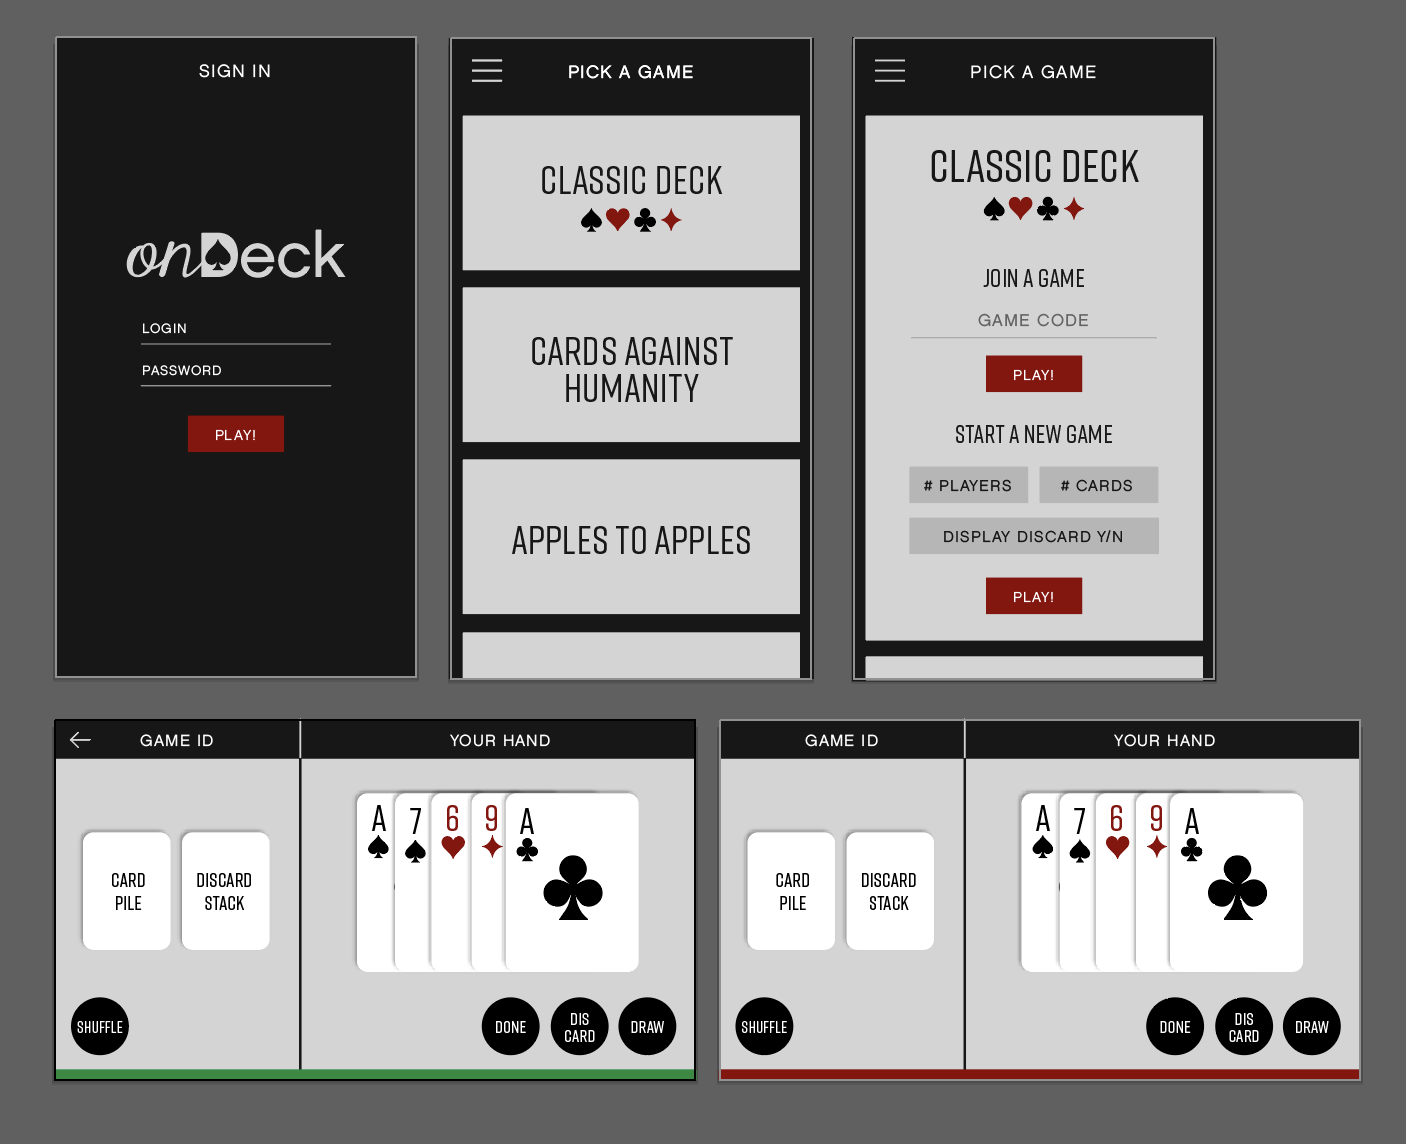 SIGN IN
onDeck
LOGIN
PASSWORD
PLAY!
PICK A GAME
CLASSIC DECK
CARDS AGAINST
HUMANITY
APPLES TO APPLES
PICK A GAME
CLASSIC DECK
JOIN A GAME
GAME CODE
PLAY!
START A NEW GAME
# PLAYERS # CARDS
DISPLAY DISCARD Y/N
PLAY!
GAME ID
CARD
PILE
DISCARD
STACK
SHUFFLE
YOUR HAND
A 7 6 9 A
DONE
DIS
CARD
DRAW
GAME ID
CARD
PILE
DISCARD
STACK
SHUFFLE
YOUR HAND
A 7 6 9 A
DONE
DIS
CARD
DRAW